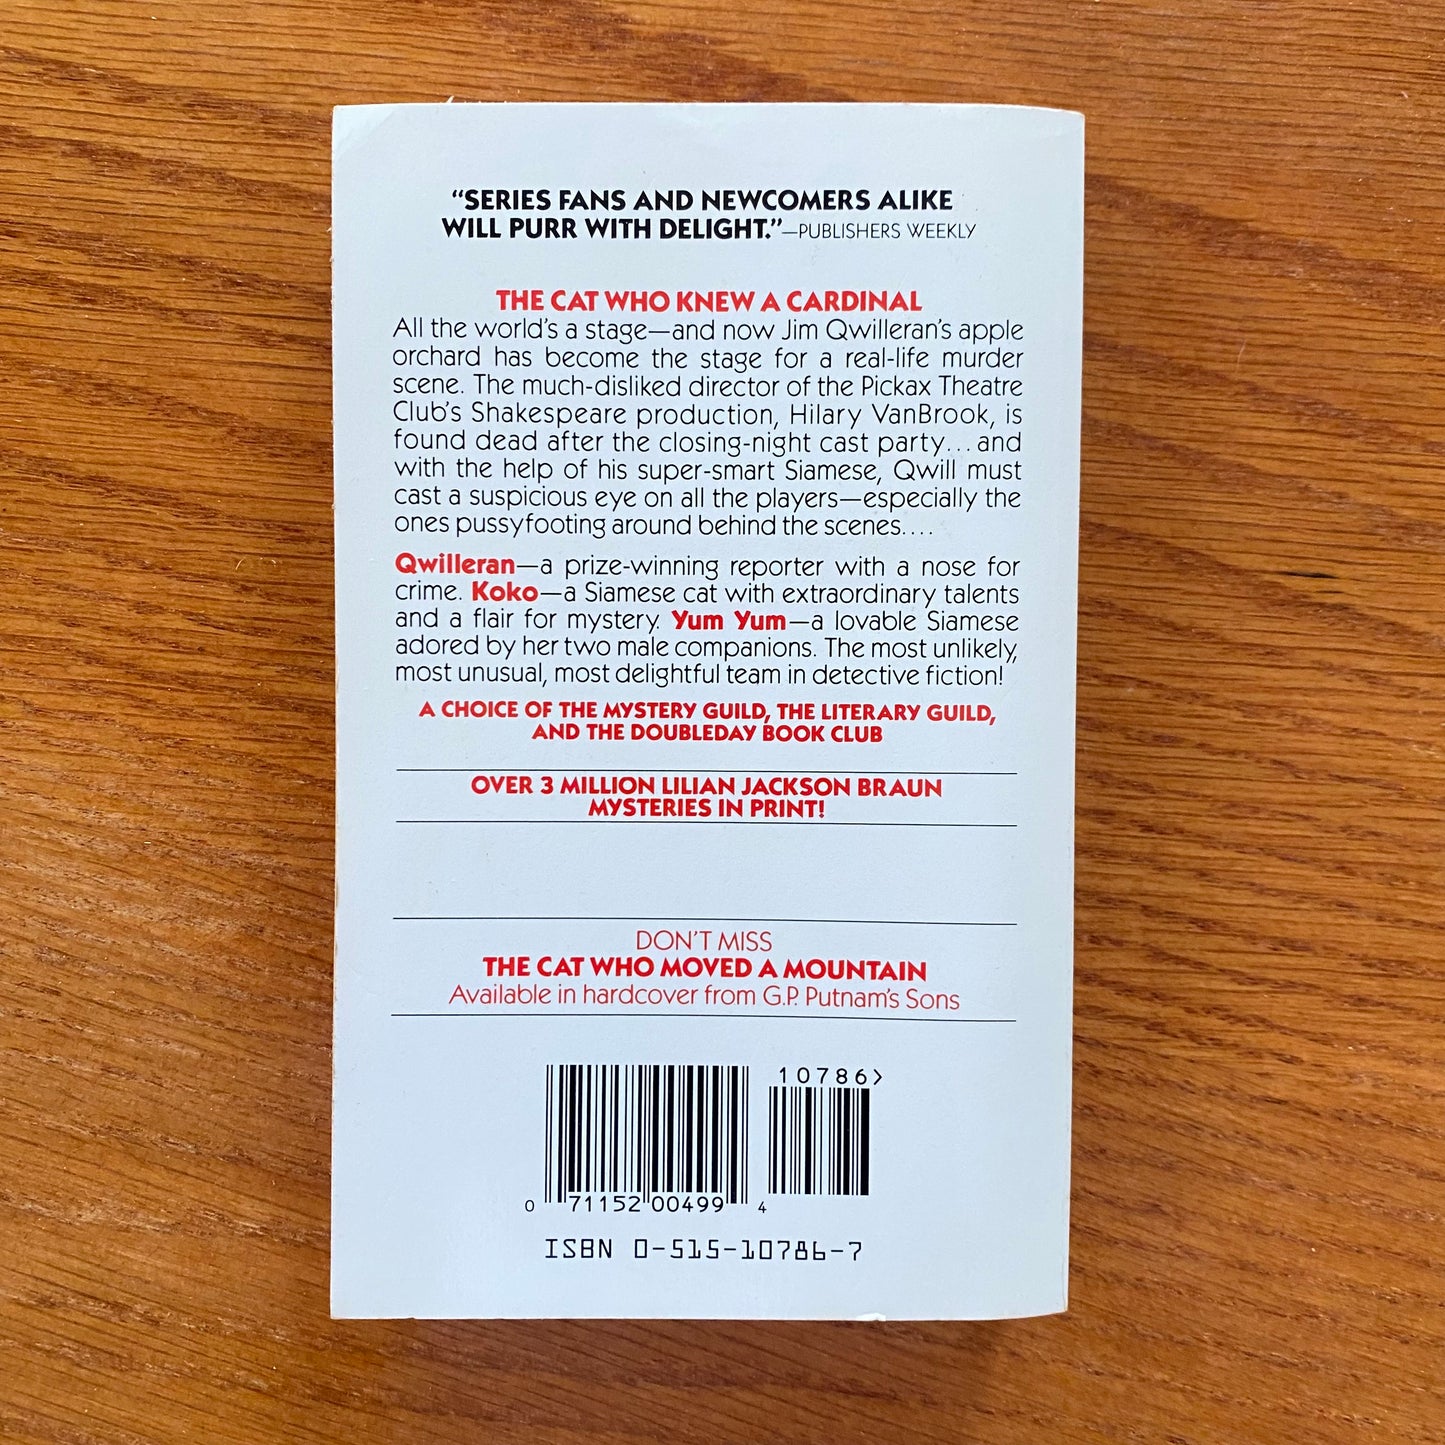 “SERIES FANS AND NEWCOMERS ALIKE
WILL PURR WITH DELIGHT.”—PUBLISHERS WEEKLY
THE CAT WHO KNEW A CARDINAL
All the world's a stage—and now Jim Qwilleran's apple
orchard has become the stage for a real-life murder
scene. The much-disliked director of the Pickax Theatre
Club's Shakespeare production, Hilary VanBrook, is
found dead after the closing-night cast party...and
with the help of his super-smart Siamese, Qwill must
cast a suspicious eye on all the players—especially the
ones pussyfooting around behind the scenes....
Qwilleran—a prize-winning reporter with a nose for
crime. Koko—a Siamese cat with extraordinary talents
and a flair for mystery. Yum Yum—a lovable Siamese
adored by her two male companions. The most unlikely,
most unusual, most delightful team in detective fiction!
A CHOICE OF THE MYSTERY GUILD, THE LITERARY GUILD,
AND THE DOUBLEDAY BOOK CLUB
OVER 3 MILLION LILIAN JACKSON BRAUN
MYSTERIES IN PRINT!
DON'T MISS
THE CAT WHO MOVED A MOUNTAIN
Available in hardcover from G.P. Putnam's Sons
10786>
0 71152 00499 4
ISBN 0-515-10786-7